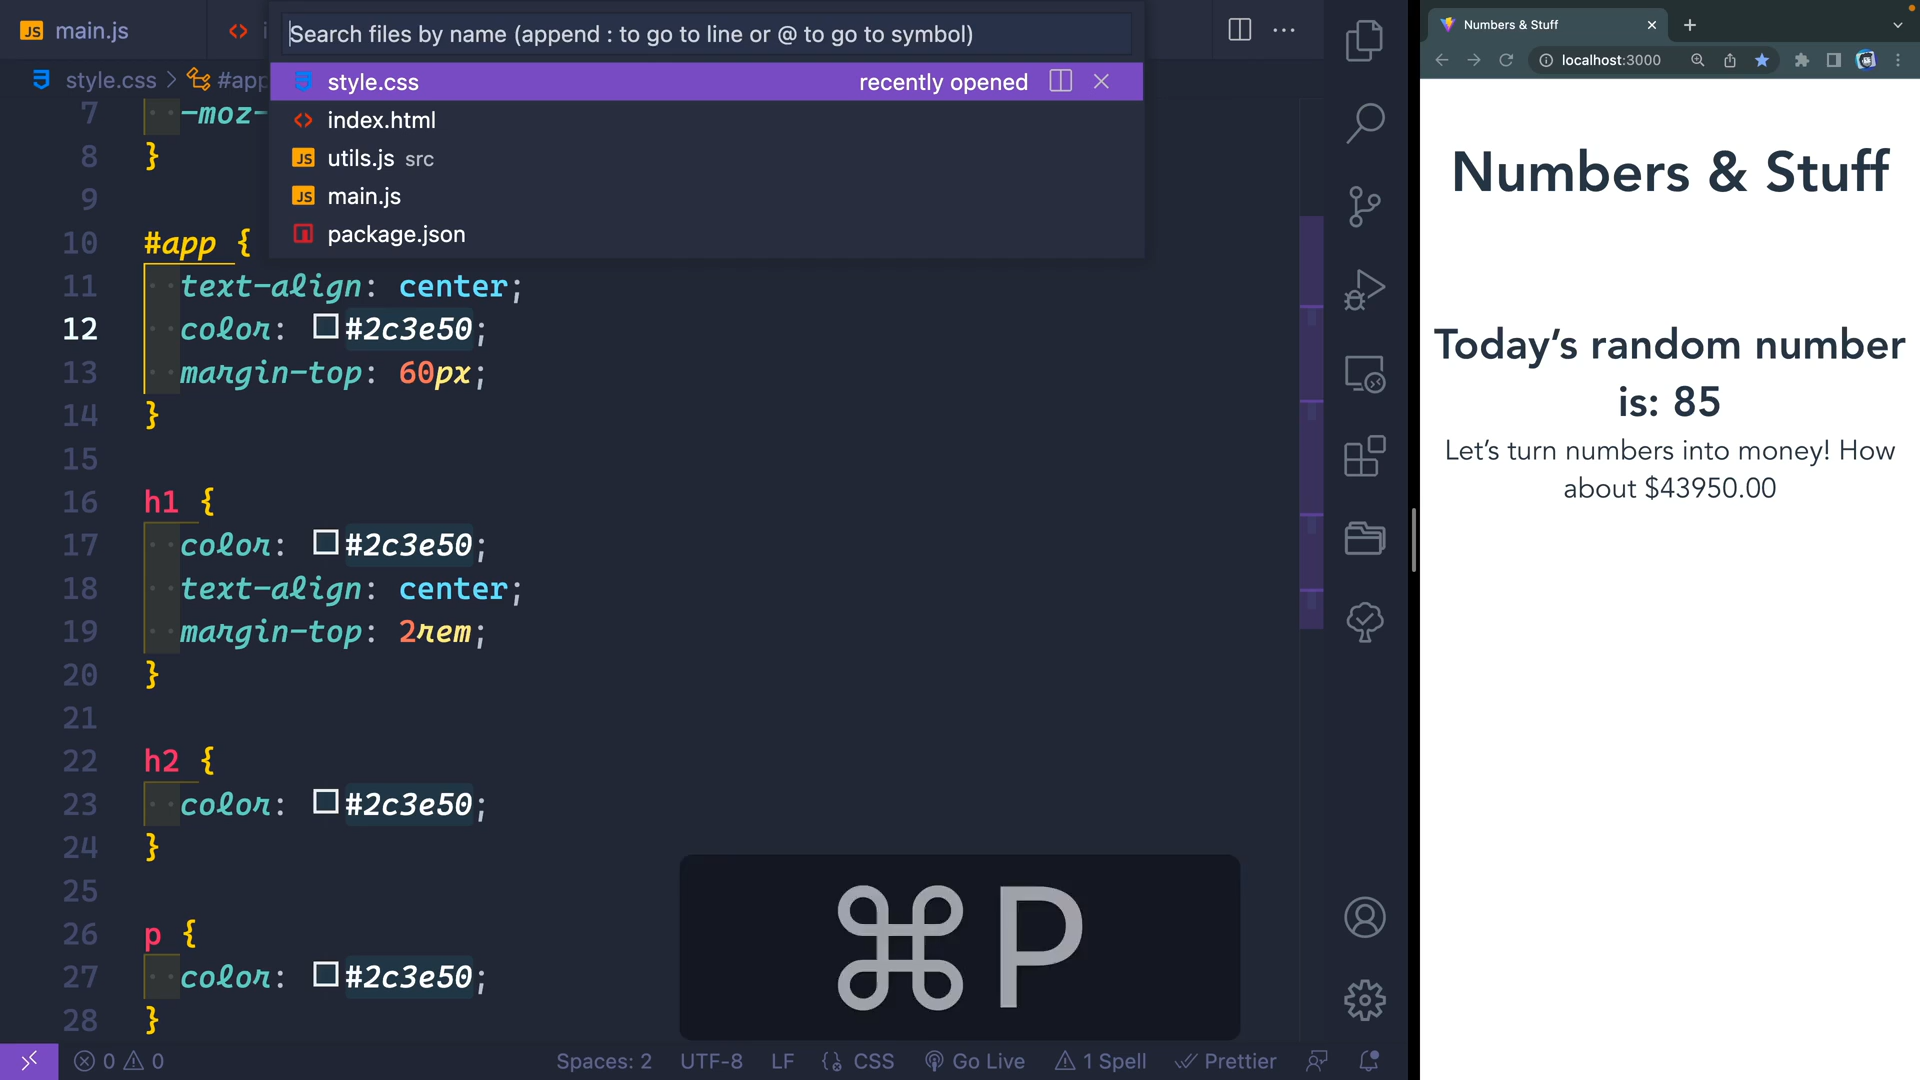 main.js
Search files by name (append : to go to line or @ to go to symbol)
style.css > #app
style.css recently opened
index.html
utils.js src
main.js
package.json
7 -moz-
8 }
9
10 #app {
11 text-align: center;
12 color: #2c3e50;
13 margin-top: 60px;
14 }
15
16 h1 {
17 color: #2c3e50;
18 text-align: center;
19 margin-top: 2rem;
20 }
21
22 h2 {
23 color: #2c3e50;
24 }
25
26 p {
27 color: #2c3e50;
28 }
⌘P
0 0 Spaces: 2 UTF-8 LF CSS Go Live 1 Spell Prettier
Numbers & Stuff
localhost:3000
Numbers & Stuff
Today’s random number
is: 85
Let’s turn numbers into money! How
about $43950.00